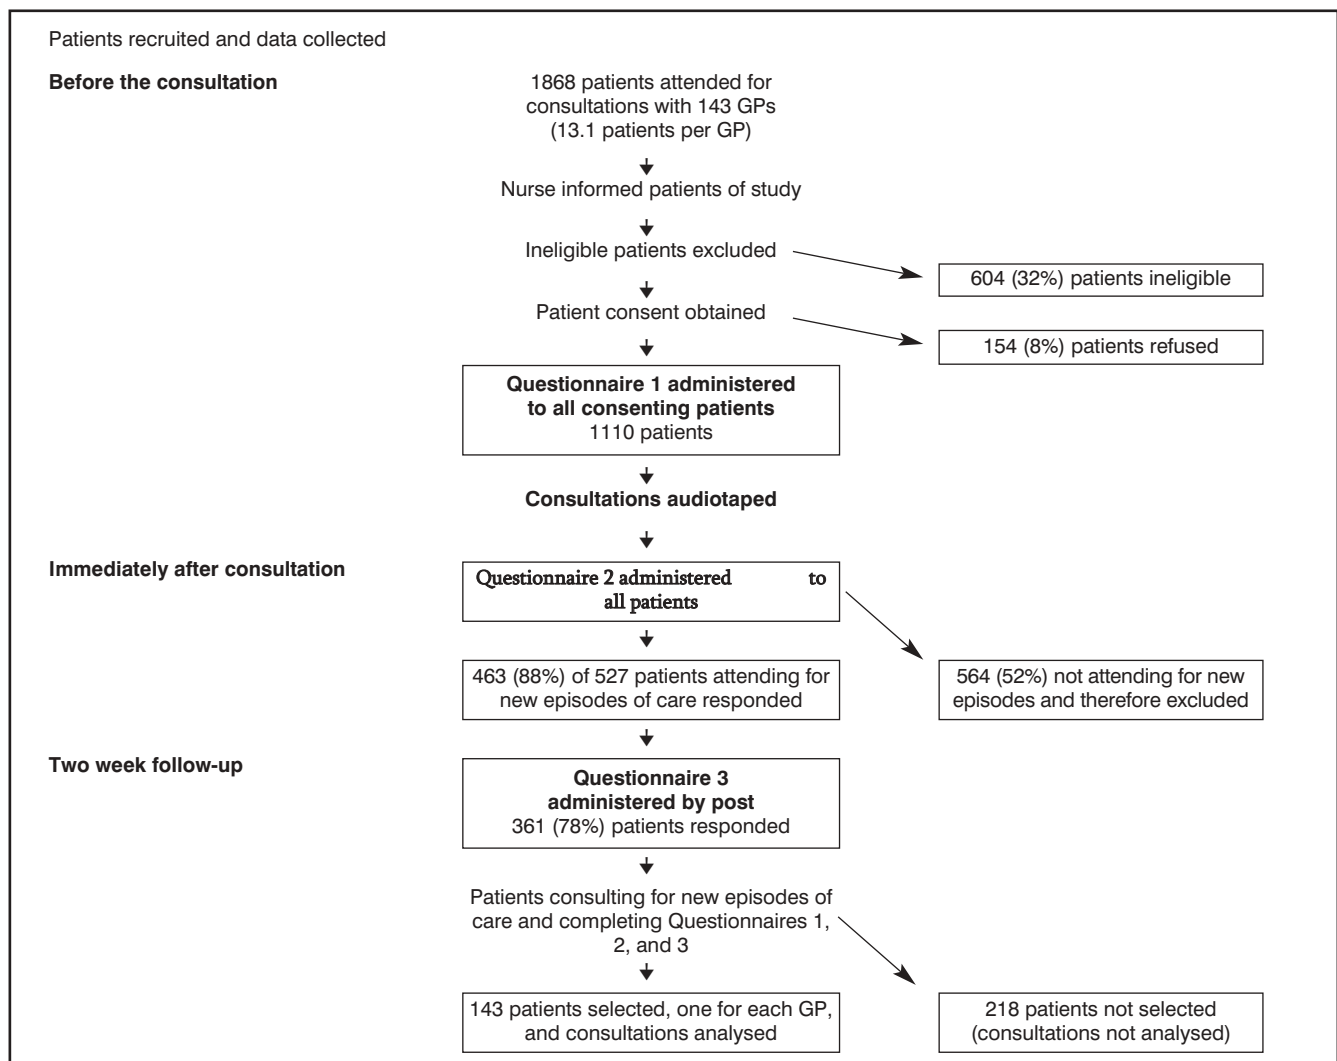 Patients recruited and data collected
Before the consultation
1868 patients attended for
consultations with 143 GPs
(13.1 patients per GP)
Nurse informed patients of study
Ineligible patients excluded
604 (32%) patients ineligible
Patient consent obtained
154 (8%) patients refused
Questionnaire 1 administered
to all consenting patients
1110 patients
Consultations audiotaped
Immediately after consultation
Questionnaire 2 administered to
all patients
463 (88%) of 527 patients attending for
new episodes of care responded
564 (52%) not attending for new
episodes and therefore excluded
Two week follow-up
Questionnaire 3
administered by post
361 (78%) patients responded
Patients consulting for new episodes of
care and completing Questionnaires 1,
2, and 3
143 patients selected, one for each GP,
and consultations analysed
218 patients not selected
(consultations not analysed)